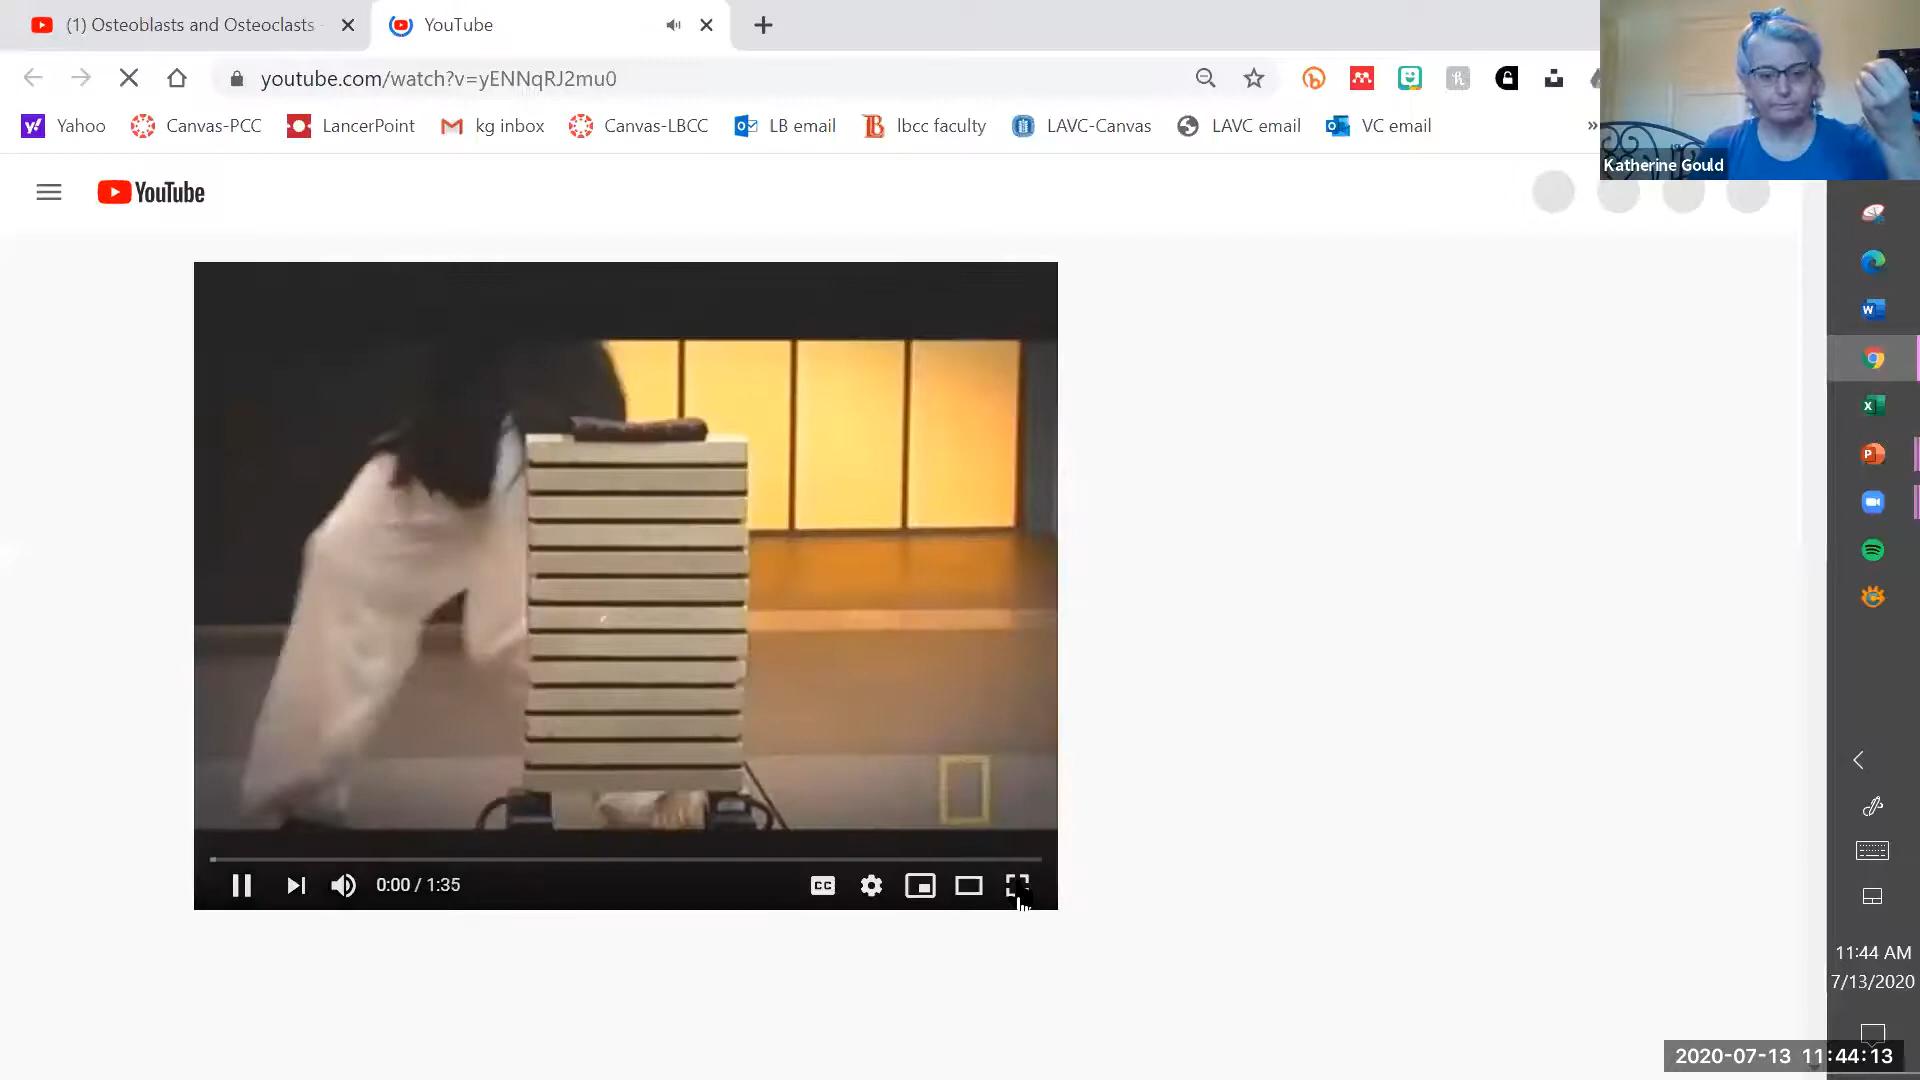 (1) Osteoblasts and Osteoclasts -
YouTube
youtube.com/watch?v=yENNqRJ2mu0
Yahoo
Canvas-PCC
LancerPoint
kg inbox
Canvas-LBCC
LB email
lbcc faculty
LAVC-Canvas
LAVC email
VC email
»
Katherine Gould
YouTube
0:00 / 1:35
CC
11:44 AM
7/13/2020
2020-07-13 11:44:13